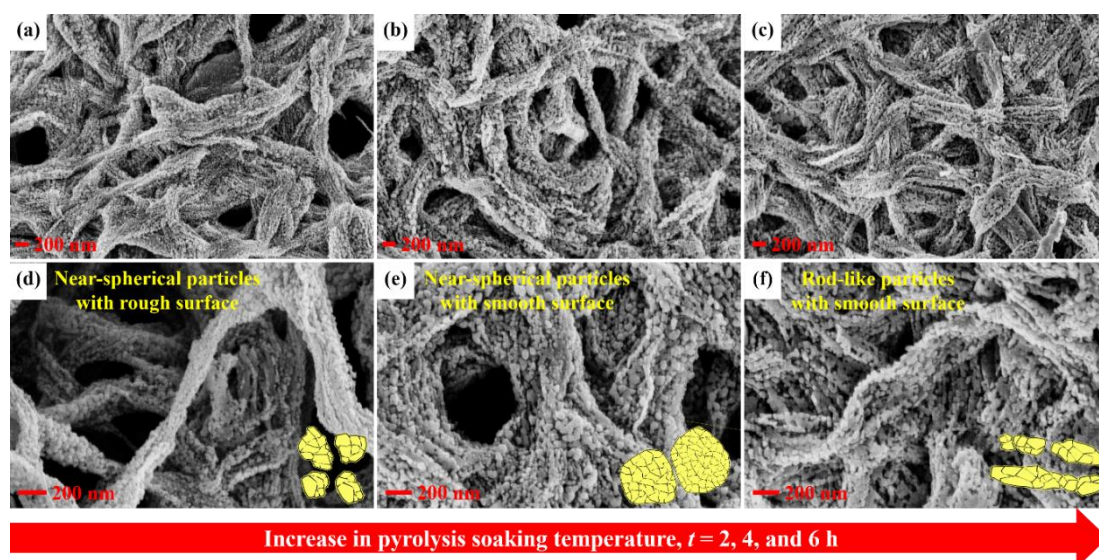 (a)
(b)
(c)
200 nm
200 nm
200 nm
(d)
Near-spherical particles
with rough surface
(e)
Near-spherical particles
with smooth surface
(f)
Rod-like particles
with smooth surface
200 nm
200 nm
200 nm
Increase in pyrolysis soaking temperature, t = 2, 4, and 6 h